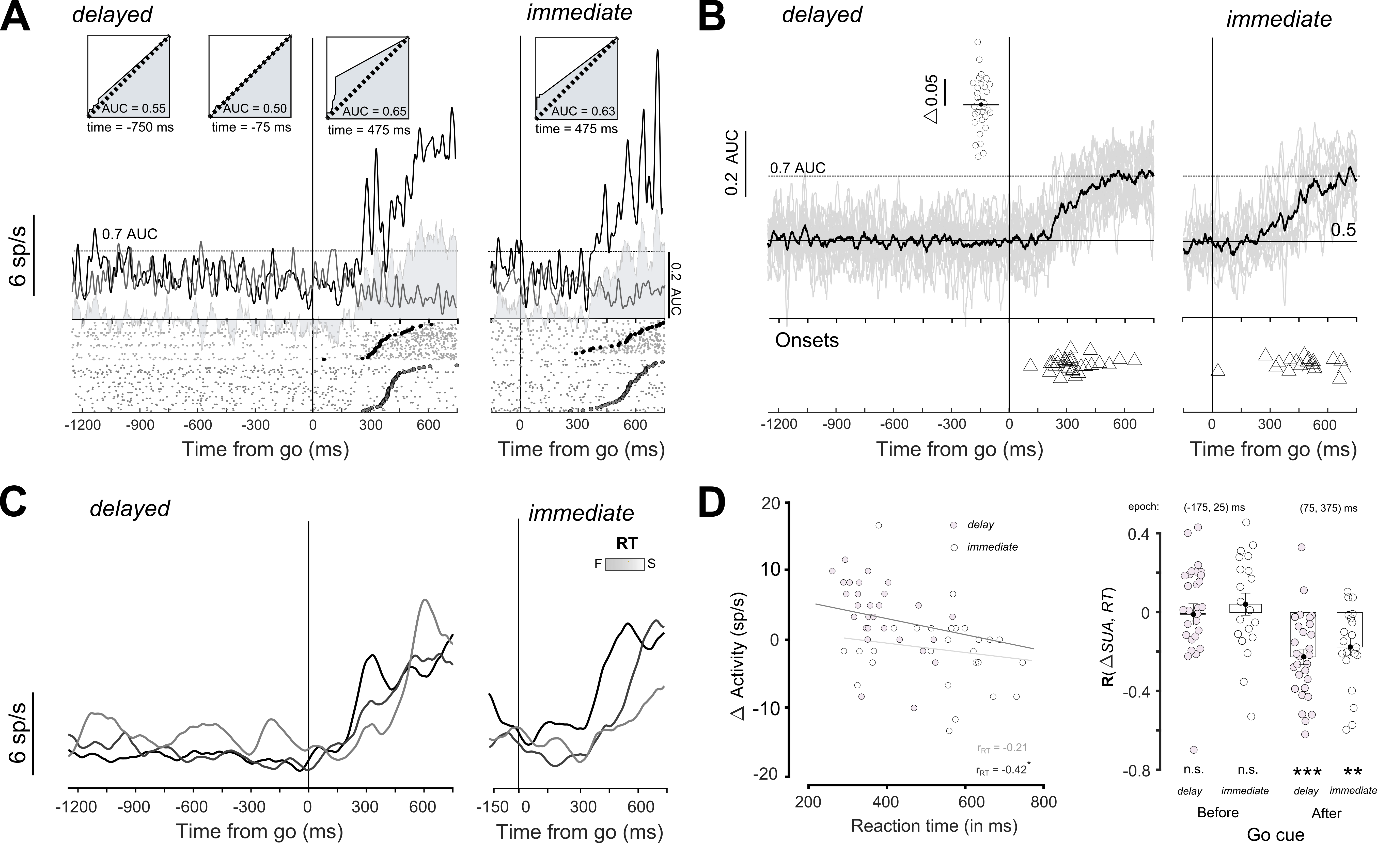 A
delayed
immediate
AUC = 0.55
time = -750 ms
AUC = 0.50
time = -75 ms
AUC = 0.65
time = 475 ms
AUC = 0.63
time = 475 ms
0.7 AUC
6 sp/s
0.2 AUC
-1200 -900 -600 -300 0 300 600
Time from go (ms)
0 300 600
Time from go (ms)
B
delayed
immediate
△0.05
0.2 AUC
0.7 AUC
0.5
Onsets
-1200 -900 -600 -300 0 300 600
Time from go (ms)
0 300 600
Time from go (ms)
C
delayed
immediate
RT
F S
6 sp/s
-1200 -900 -600 -300 0 300 600
Time from go (ms)
-150 0 300 600
Time from go (ms)
D
20
10
0
-10
-20
△ Activity (sp/s)
delay
immediate
rRT = -0.21
rRT = -0.42*
200 400 600 800
Reaction time (in ms)
epoch: (-175, 25) ms (75, 375) ms
0.4
0
-0.4
-0.8
R(△SUA, RT)
n.s. n.s. *** **
delay immediate delay immediate
Before After
Go cue